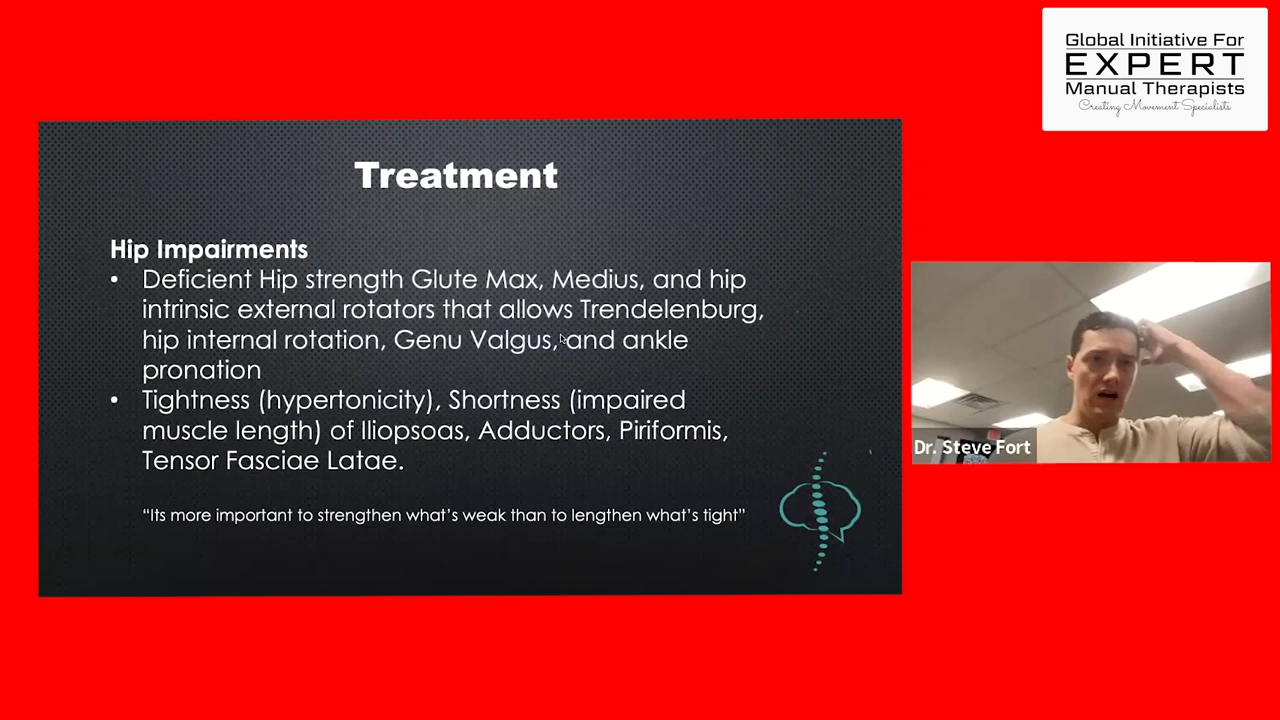 Global Initiative For
EXPERT
Manual Therapists
Creating Movement Specialists
Treatment
Hip Impairments
• Deficient Hip strength Glute Max, Medius, and hip
intrinsic external rotators that allows Trendelenburg,
hip internal rotation, Genu Valgus, and ankle
pronation
• Tightness (hypertonicity), Shortness (impaired
muscle length) of Iliopsoas, Adductors, Piriformis,
Tensor Fasciae Latae.
“Its more important to strengthen what’s weak than to lengthen what’s tight”
Dr. Steve Fort